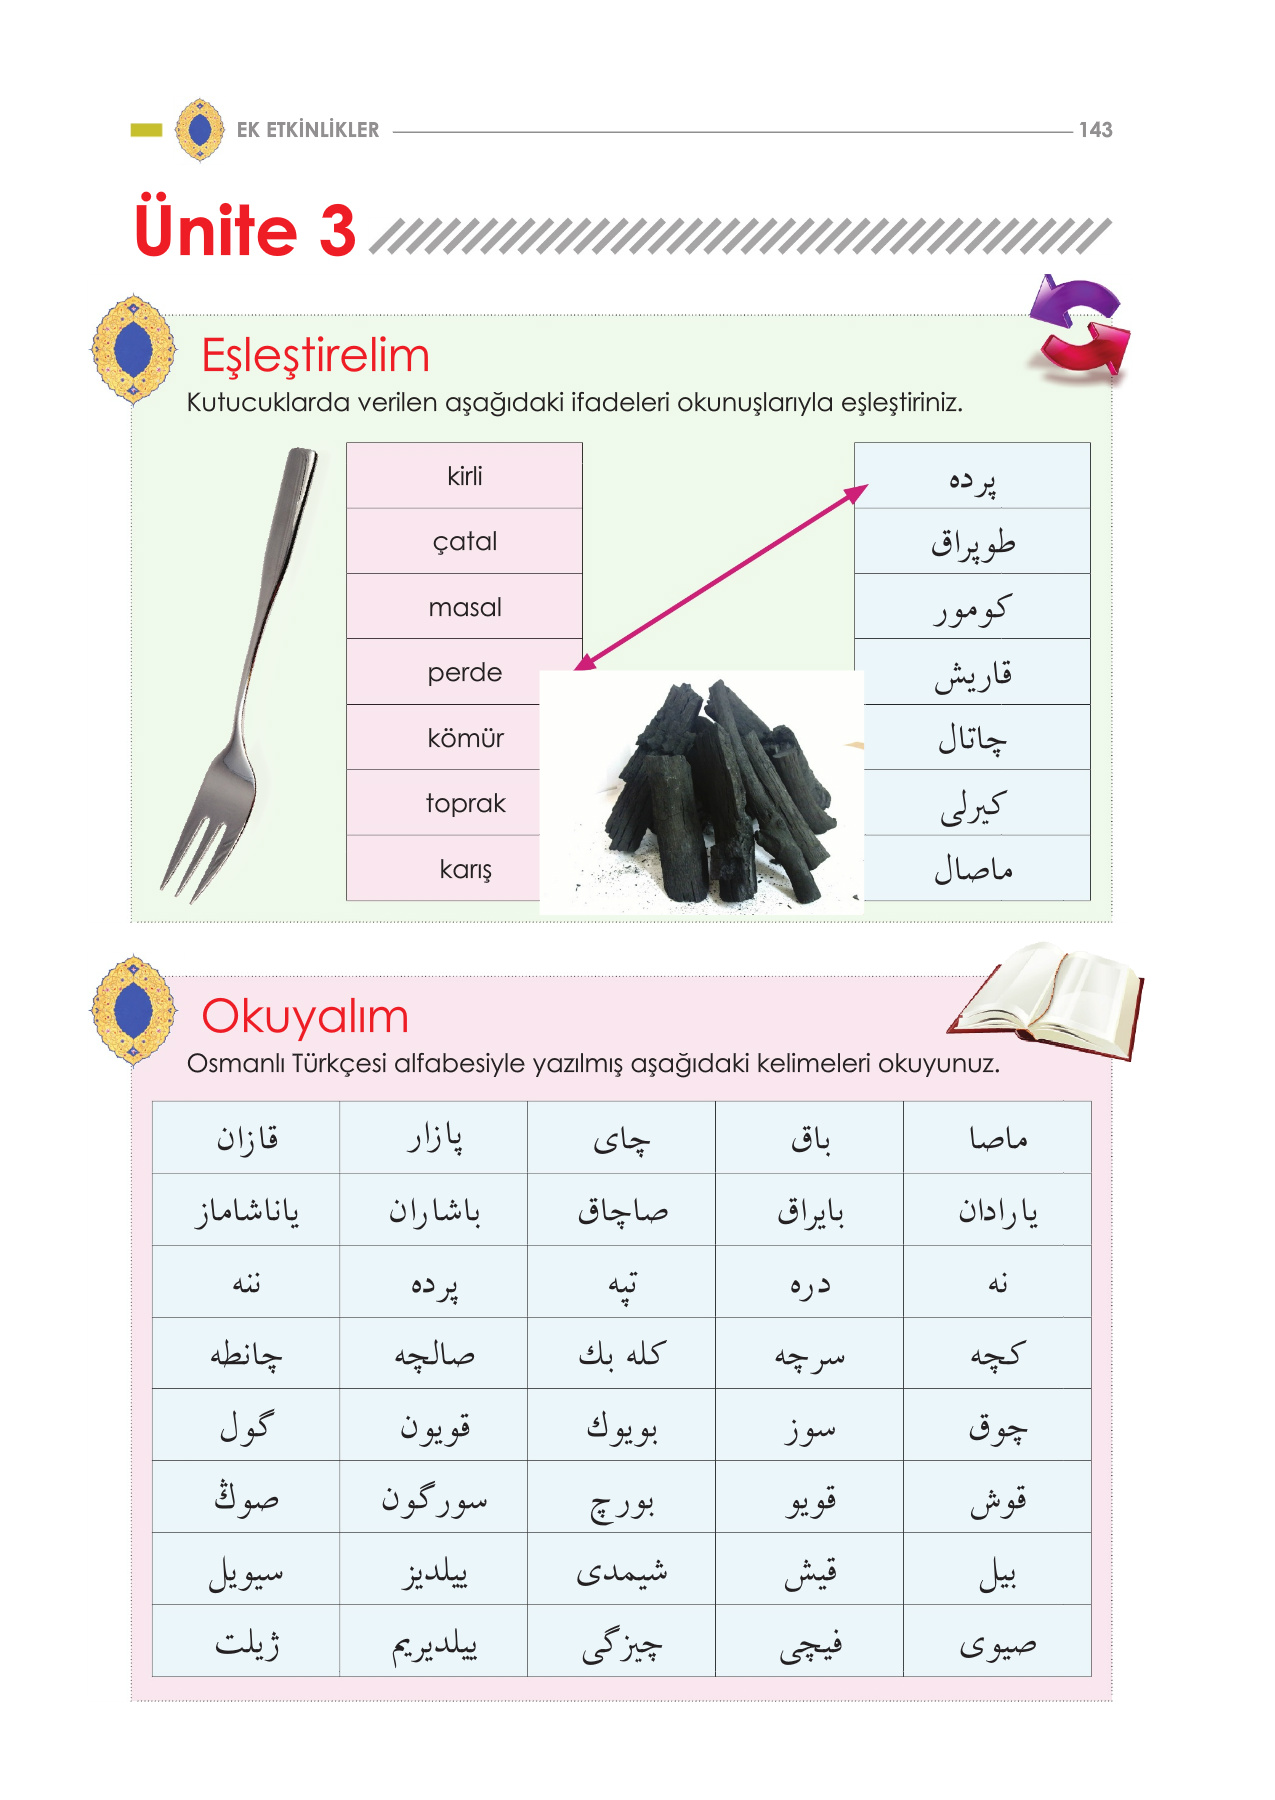 EK ETKİNLİKLER 143
Ünite 3
Eşleştirelim
Kutucuklarda verilen aşağıdaki ifadeleri okunuşlarıyla eşleştiriniz.
kirli پرده
çatal طوپراق
masal كومور
perde قاريش
kömür چاتال
toprak كيرلى
karış ماصال
Okuyalım
Osmanlı Türkçesi alfabesiyle yazılmış aşağıdaki kelimeleri okuyunuz.
ماصا باق چاى پازار قازان
يارادان بايراق صاچاق باشاران ياناشاماز
نه دره تپه پرده ننه
كچه سرچه كله بك صالچه چانطه
چوق سوز بويوك قويون گول
قوش قويو بورچ سورگون صوڭ
بيل قيش شيمدى ييلديز سيويل
صيوى فيچى چيزگى ييلديريم ژيلت